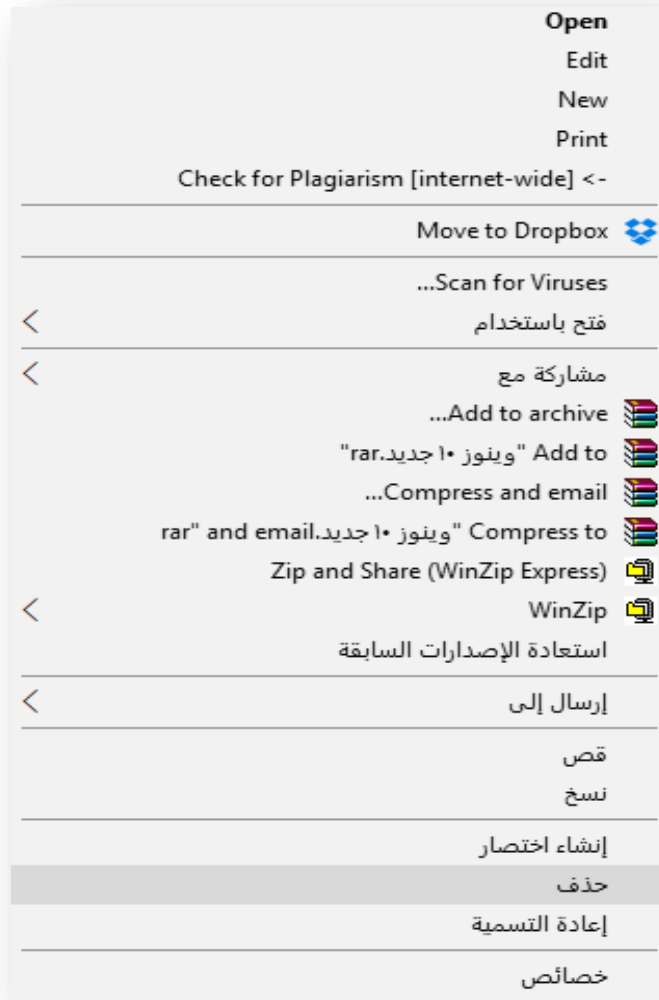 Open
Edit
New
Print
Check for Plagiarism [internet-wide] <-
Move to Dropbox
...Scan for Viruses
فتح باستخدام
مشاركة مع
...Add to archive
"rar.وينوز ١٠ جديد" Add to
...Compress and email
rar" and email.وينوز ١٠ جديد" Compress to
Zip and Share (WinZip Express)
WinZip
استعادة الإصدارات السابقة
إرسال إلى
قص
نسخ
إنشاء اختصار
حذف
إعادة التسمية
خصائص